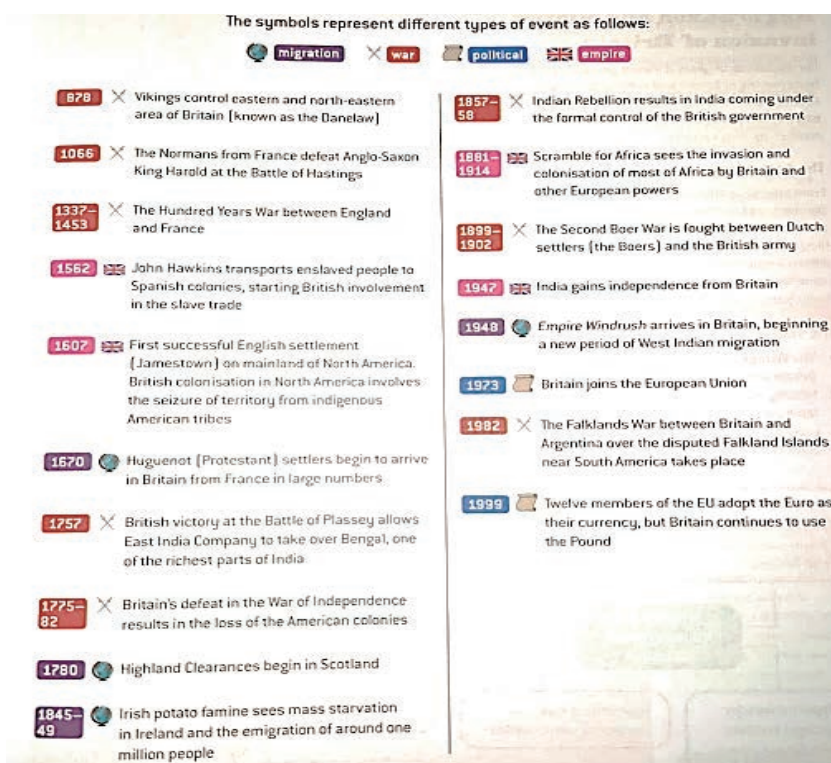 The symbols represent different types of event as follows:
migration war political empire
878 Vikings control eastern and north-eastern
area of Britain (known as the Danelaw)
1066 The Normans from France defeat Anglo-Saxon
King Harold at the Battle of Hastings
1337–
1453
The Hundred Years War between England
and France
1562 John Hawkins transports enslaved people to
Spanish colonies, starting British involvement
in the slave trade
1607 First successful English settlement
(Jamestown) on mainland of North America.
British colonisation in North America involves
the seizure of territory from indigenous
American tribes
1670 Huguenot (Protestant) settlers begin to arrive
in Britain from France in large numbers
1757 British victory at the Battle of Plassey allows
East India Company to take over Bengal, one
of the richest parts of India
1775–
82
Britain's defeat in the War of Independence
results in the loss of the American colonies
1780 Highland Clearances begin in Scotland
1845–
49
Irish potato famine sees mass starvation
in Ireland and the emigration of around one
million people
1857–
58
Indian Rebellion results in India coming under
the formal control of the British government
1881–
1914
Scramble for Africa sees the invasion and
colonisation of most of Africa by Britain and
other European powers
1899–
1902
The Second Boer War is fought between Dutch
settlers (the Boers) and the British army
1947 India gains independence from Britain
1948 Empire Windrush arrives in Britain, beginning
a new period of West Indian migration
1973 Britain joins the European Union
1982 The Falklands War between Britain and
Argentina over the disputed Falkland Islands
near South America takes place
1999 Twelve members of the EU adopt the Euro as
their currency, but Britain continues to use
the Pound